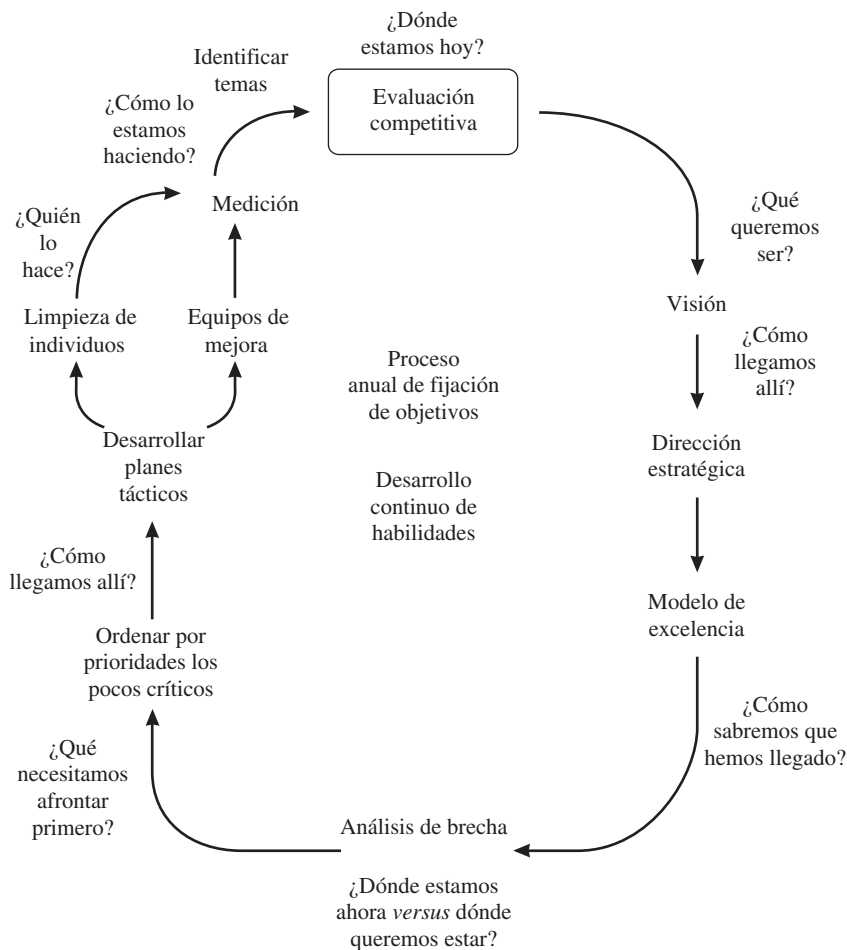 ¿Dónde
estamos hoy?
Evaluación
competitiva
¿Qué
queremos
ser?
Visión
¿Cómo
llegamos
allí?
Dirección
estratégica
Modelo de
excelencia
¿Cómo
sabremos que
hemos llegado?
Análisis de brecha
¿Dónde estamos
ahora versus dónde
queremos estar?
¿Qué
necesitamos
afrontar
primero?
Ordenar por
prioridades los
pocos críticos
¿Cómo
llegamos allí?
Desarrollar
planes
tácticos
Limpieza de
individuos
Equipos de
mejora
¿Quién
lo
hace?
Medición
¿Cómo lo
estamos
haciendo?
Identificar
temas
Proceso
anual de fijación
de objetivos
Desarrollo
continuo de
habilidades